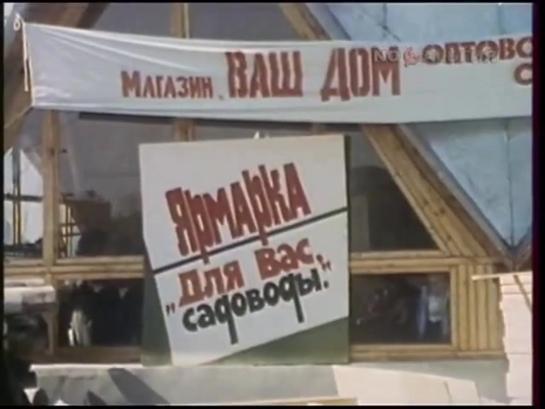 Магазин „ВАШ ДОМ"
ОПТОВО
Ярмарка
„для вас,
садоводы."